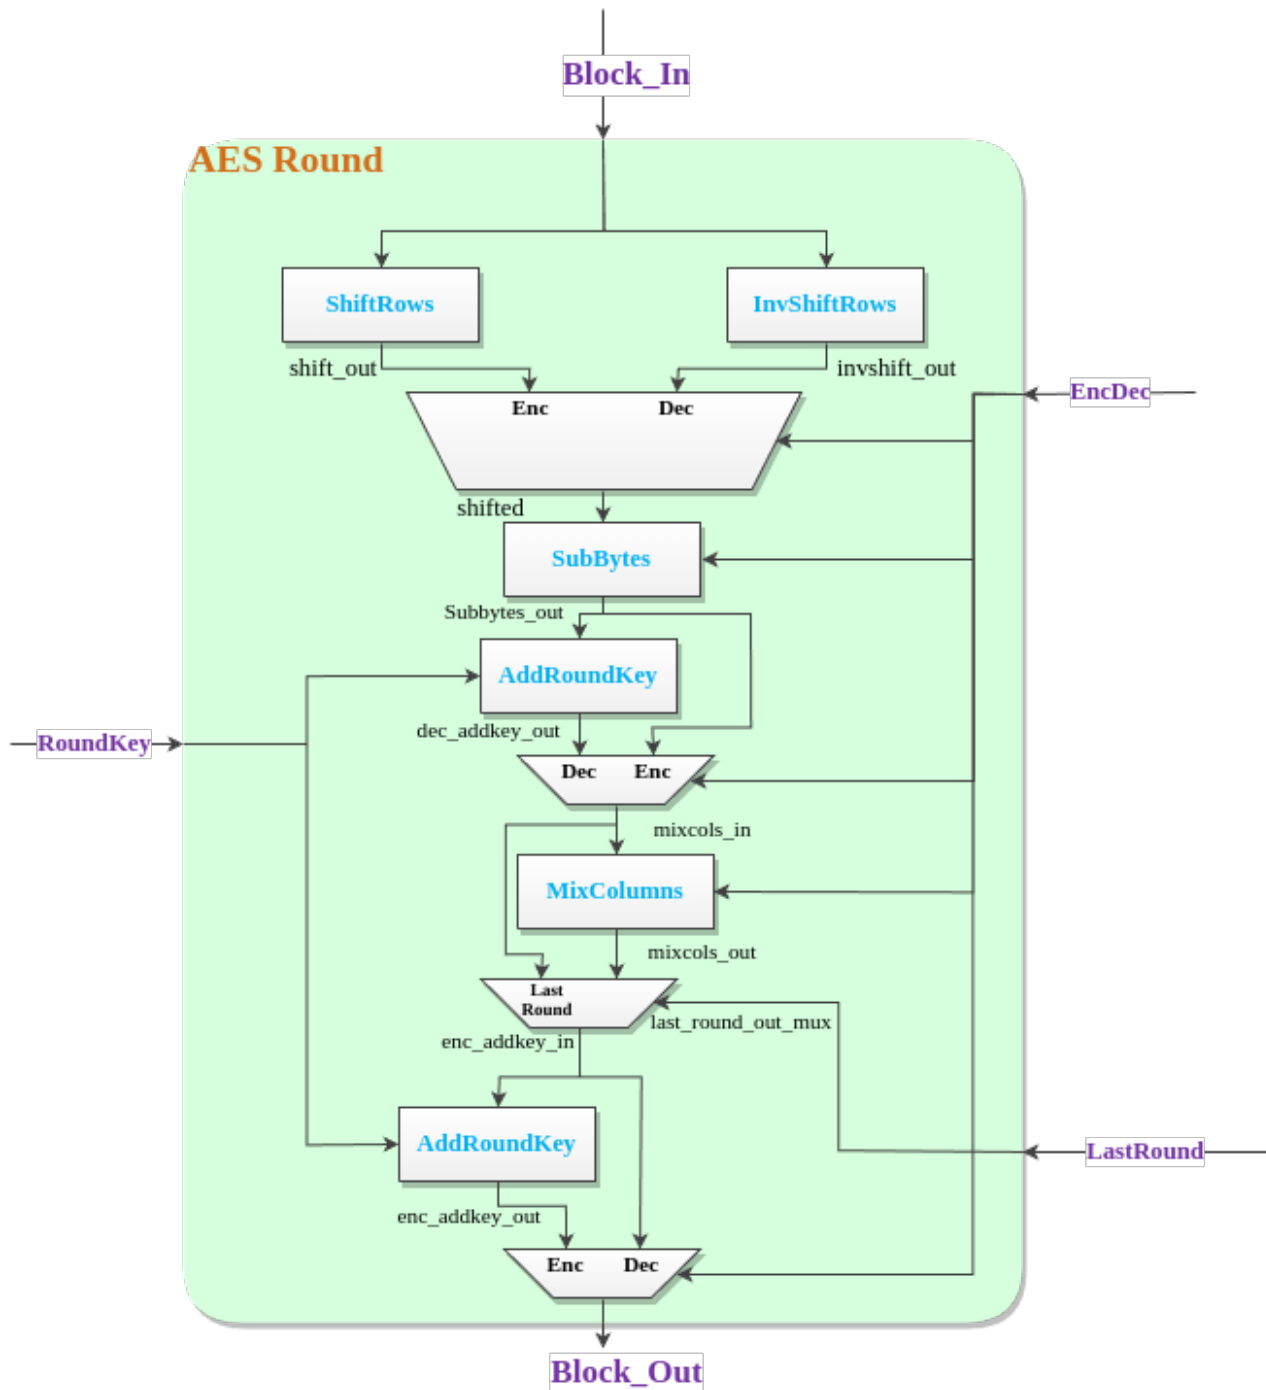 Block_In
AES Round
ShiftRows
InvShiftRows
shift_out
invshift_out
EncDec
Enc
Dec
shifted
SubBytes
Subbytes_out
AddRoundKey
dec_addkey_out
RoundKey
Dec
Enc
mixcols_in
MixColumns
mixcols_out
Last
Round
last_round_out_mux
enc_addkey_in
AddRoundKey
LastRound
enc_addkey_out
Enc
Dec
Block_Out